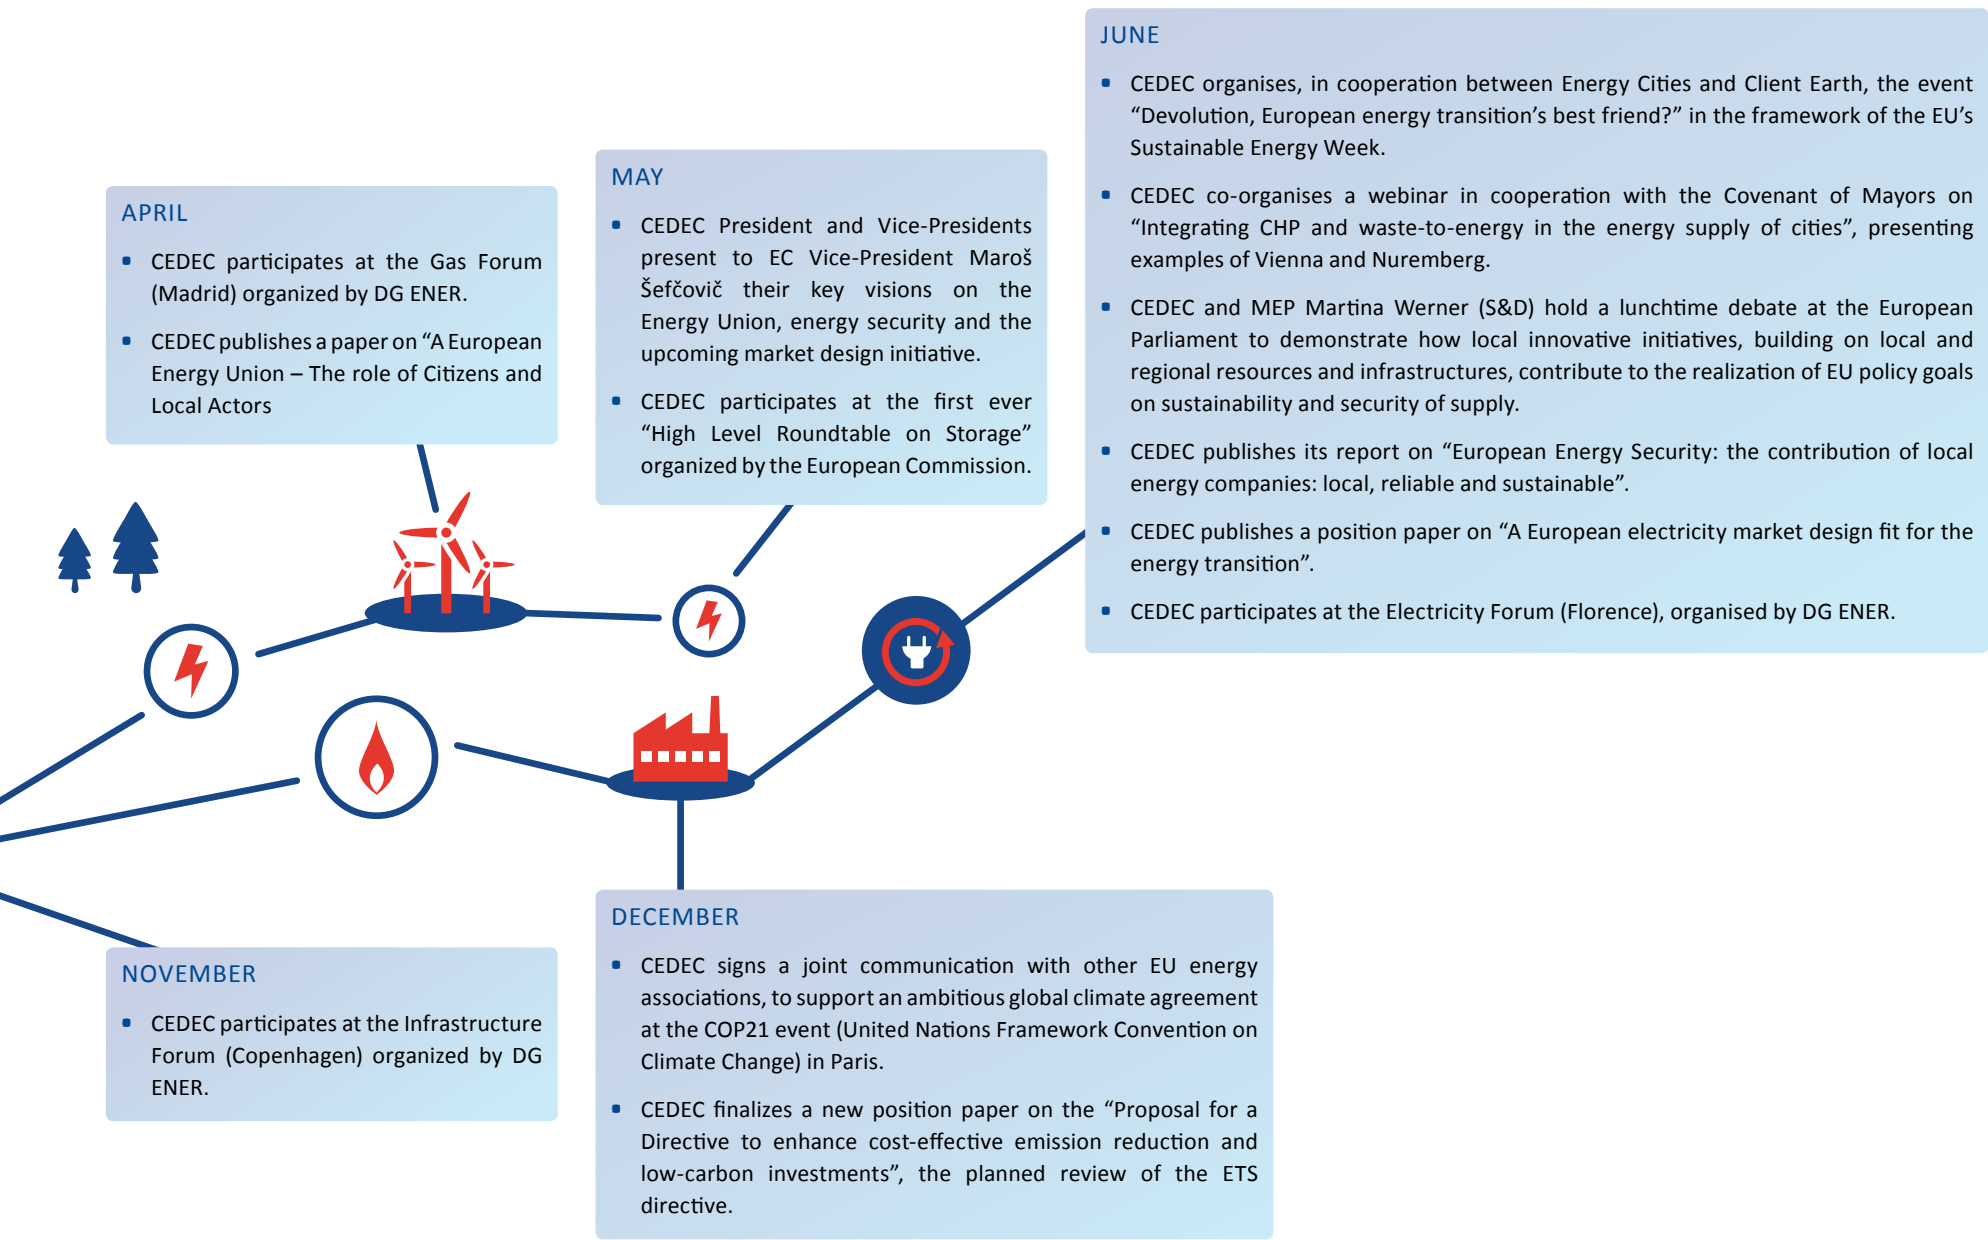 APRIL
CEDEC participates at the Gas Forum
(Madrid) organized by DG ENER.
CEDEC publishes a paper on “A European
Energy Union – The role of Citizens and
Local Actors
MAY
CEDEC President and Vice-Presidents
present to EC Vice-President Maroš
Šefčovič their key visions on the
Energy Union, energy security and the
upcoming market design initiative.
CEDEC participates at the first ever
“High Level Roundtable on Storage”
organized by the European Commission.
JUNE
CEDEC organises, in cooperation between Energy Cities and Client Earth, the event
“Devolution, European energy transition’s best friend?” in the framework of the EU’s
Sustainable Energy Week.
CEDEC co-organises a webinar in cooperation with the Covenant of Mayors on
“Integrating CHP and waste-to-energy in the energy supply of cities”, presenting
examples of Vienna and Nuremberg.
CEDEC and MEP Martina Werner (S&D) hold a lunchtime debate at the European
Parliament to demonstrate how local innovative initiatives, building on local and
regional resources and infrastructures, contribute to the realization of EU policy goals
on sustainability and security of supply.
CEDEC publishes its report on “European Energy Security: the contribution of local
energy companies: local, reliable and sustainable”.
CEDEC publishes a position paper on “A European electricity market design fit for the
energy transition”.
CEDEC participates at the Electricity Forum (Florence), organised by DG ENER.
NOVEMBER
CEDEC participates at the Infrastructure
Forum (Copenhagen) organized by DG
ENER.
DECEMBER
CEDEC signs a joint communication with other EU energy
associations, to support an ambitious global climate agreement
at the COP21 event (United Nations Framework Convention on
Climate Change) in Paris.
CEDEC finalizes a new position paper on the “Proposal for a
Directive to enhance cost-effective emission reduction and
low-carbon investments”, the planned review of the ETS
directive.